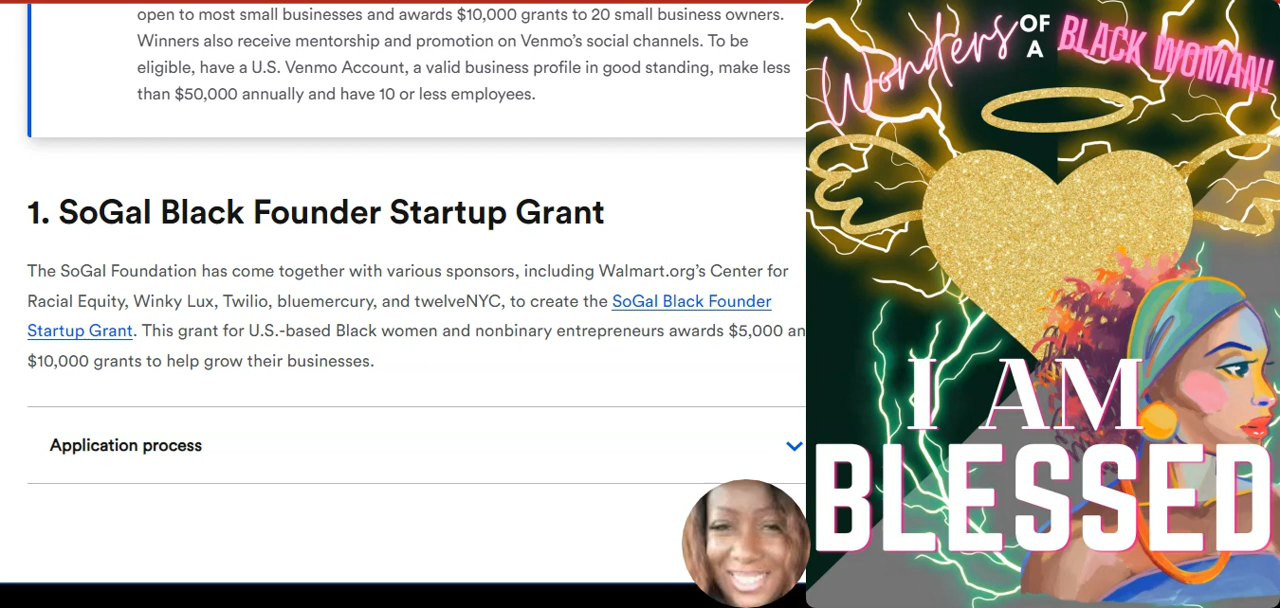 open to most small businesses and awards $10,000 grants to 20 small business owners.
Winners also receive mentorship and promotion on Venmo’s social channels. To be
eligible, have a U.S. Venmo Account, a valid business profile in good standing, make less
than $50,000 annually and have 10 or less employees.
1. SoGal Black Founder Startup Grant
The SoGal Foundation has come together with various sponsors, including Walmart.org’s Center for
Racial Equity, Winky Lux, Twilio, bluemercury, and twelveNYC, to create the SoGal Black Founder
Startup Grant. This grant for U.S.-based Black women and nonbinary entrepreneurs awards $5,000 an
$10,000 grants to help grow their businesses.
Application process
Wonders OF
A BLACK WOMAN!
I AM
BLESSED